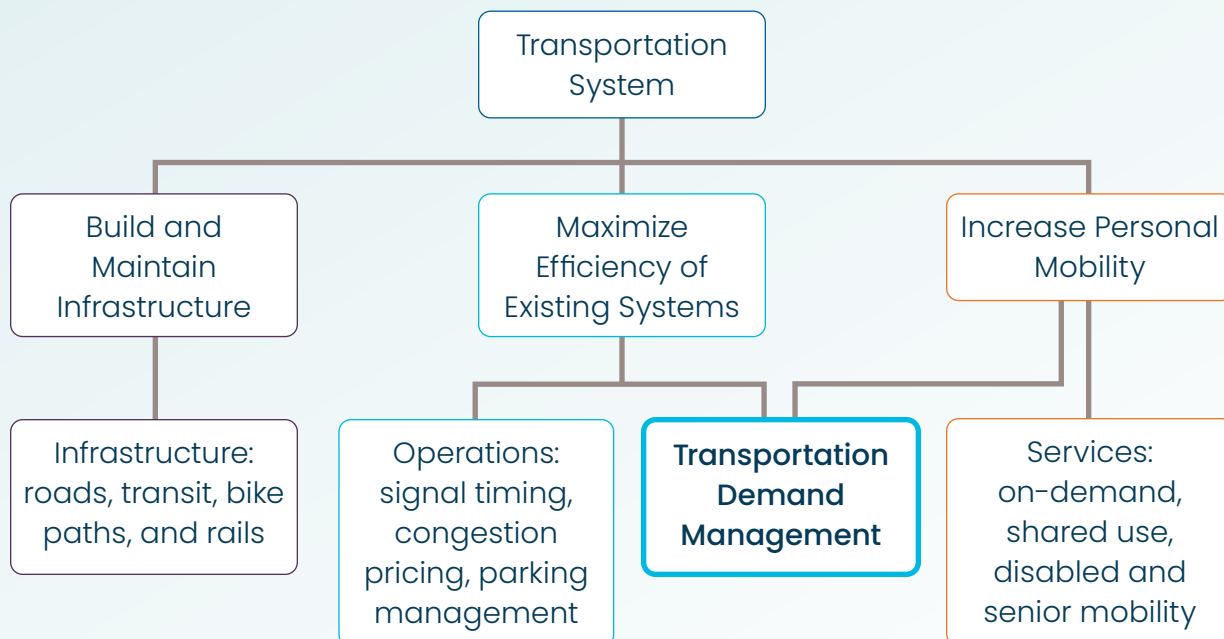 Transportation
System
Build and
Maintain
Infrastructure
Maximize
Efficiency of
Existing Systems
Increase Personal
Mobility
Infrastructure:
roads, transit, bike
paths, and rails
Operations:
signal timing,
congestion
pricing, parking
management
Transportation
Demand
Management
Services:
on-demand,
shared use,
disabled and
senior mobility